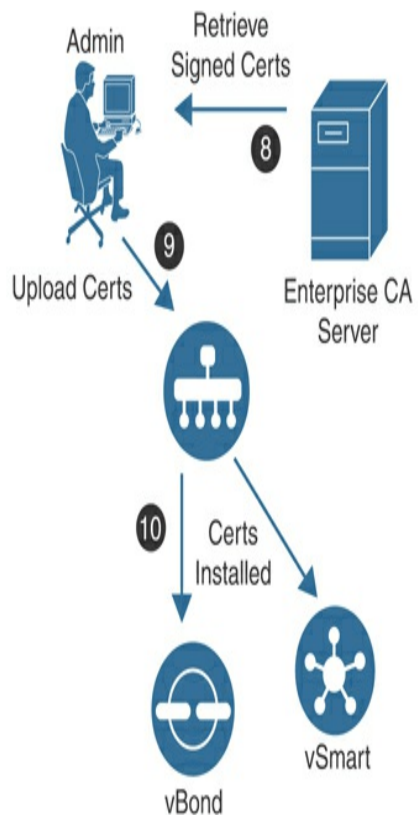 Admin
Retrieve
Signed Certs
8
9
Upload Certs
Enterprise CA
Server
10
Certs
Installed
vSmart
vBond